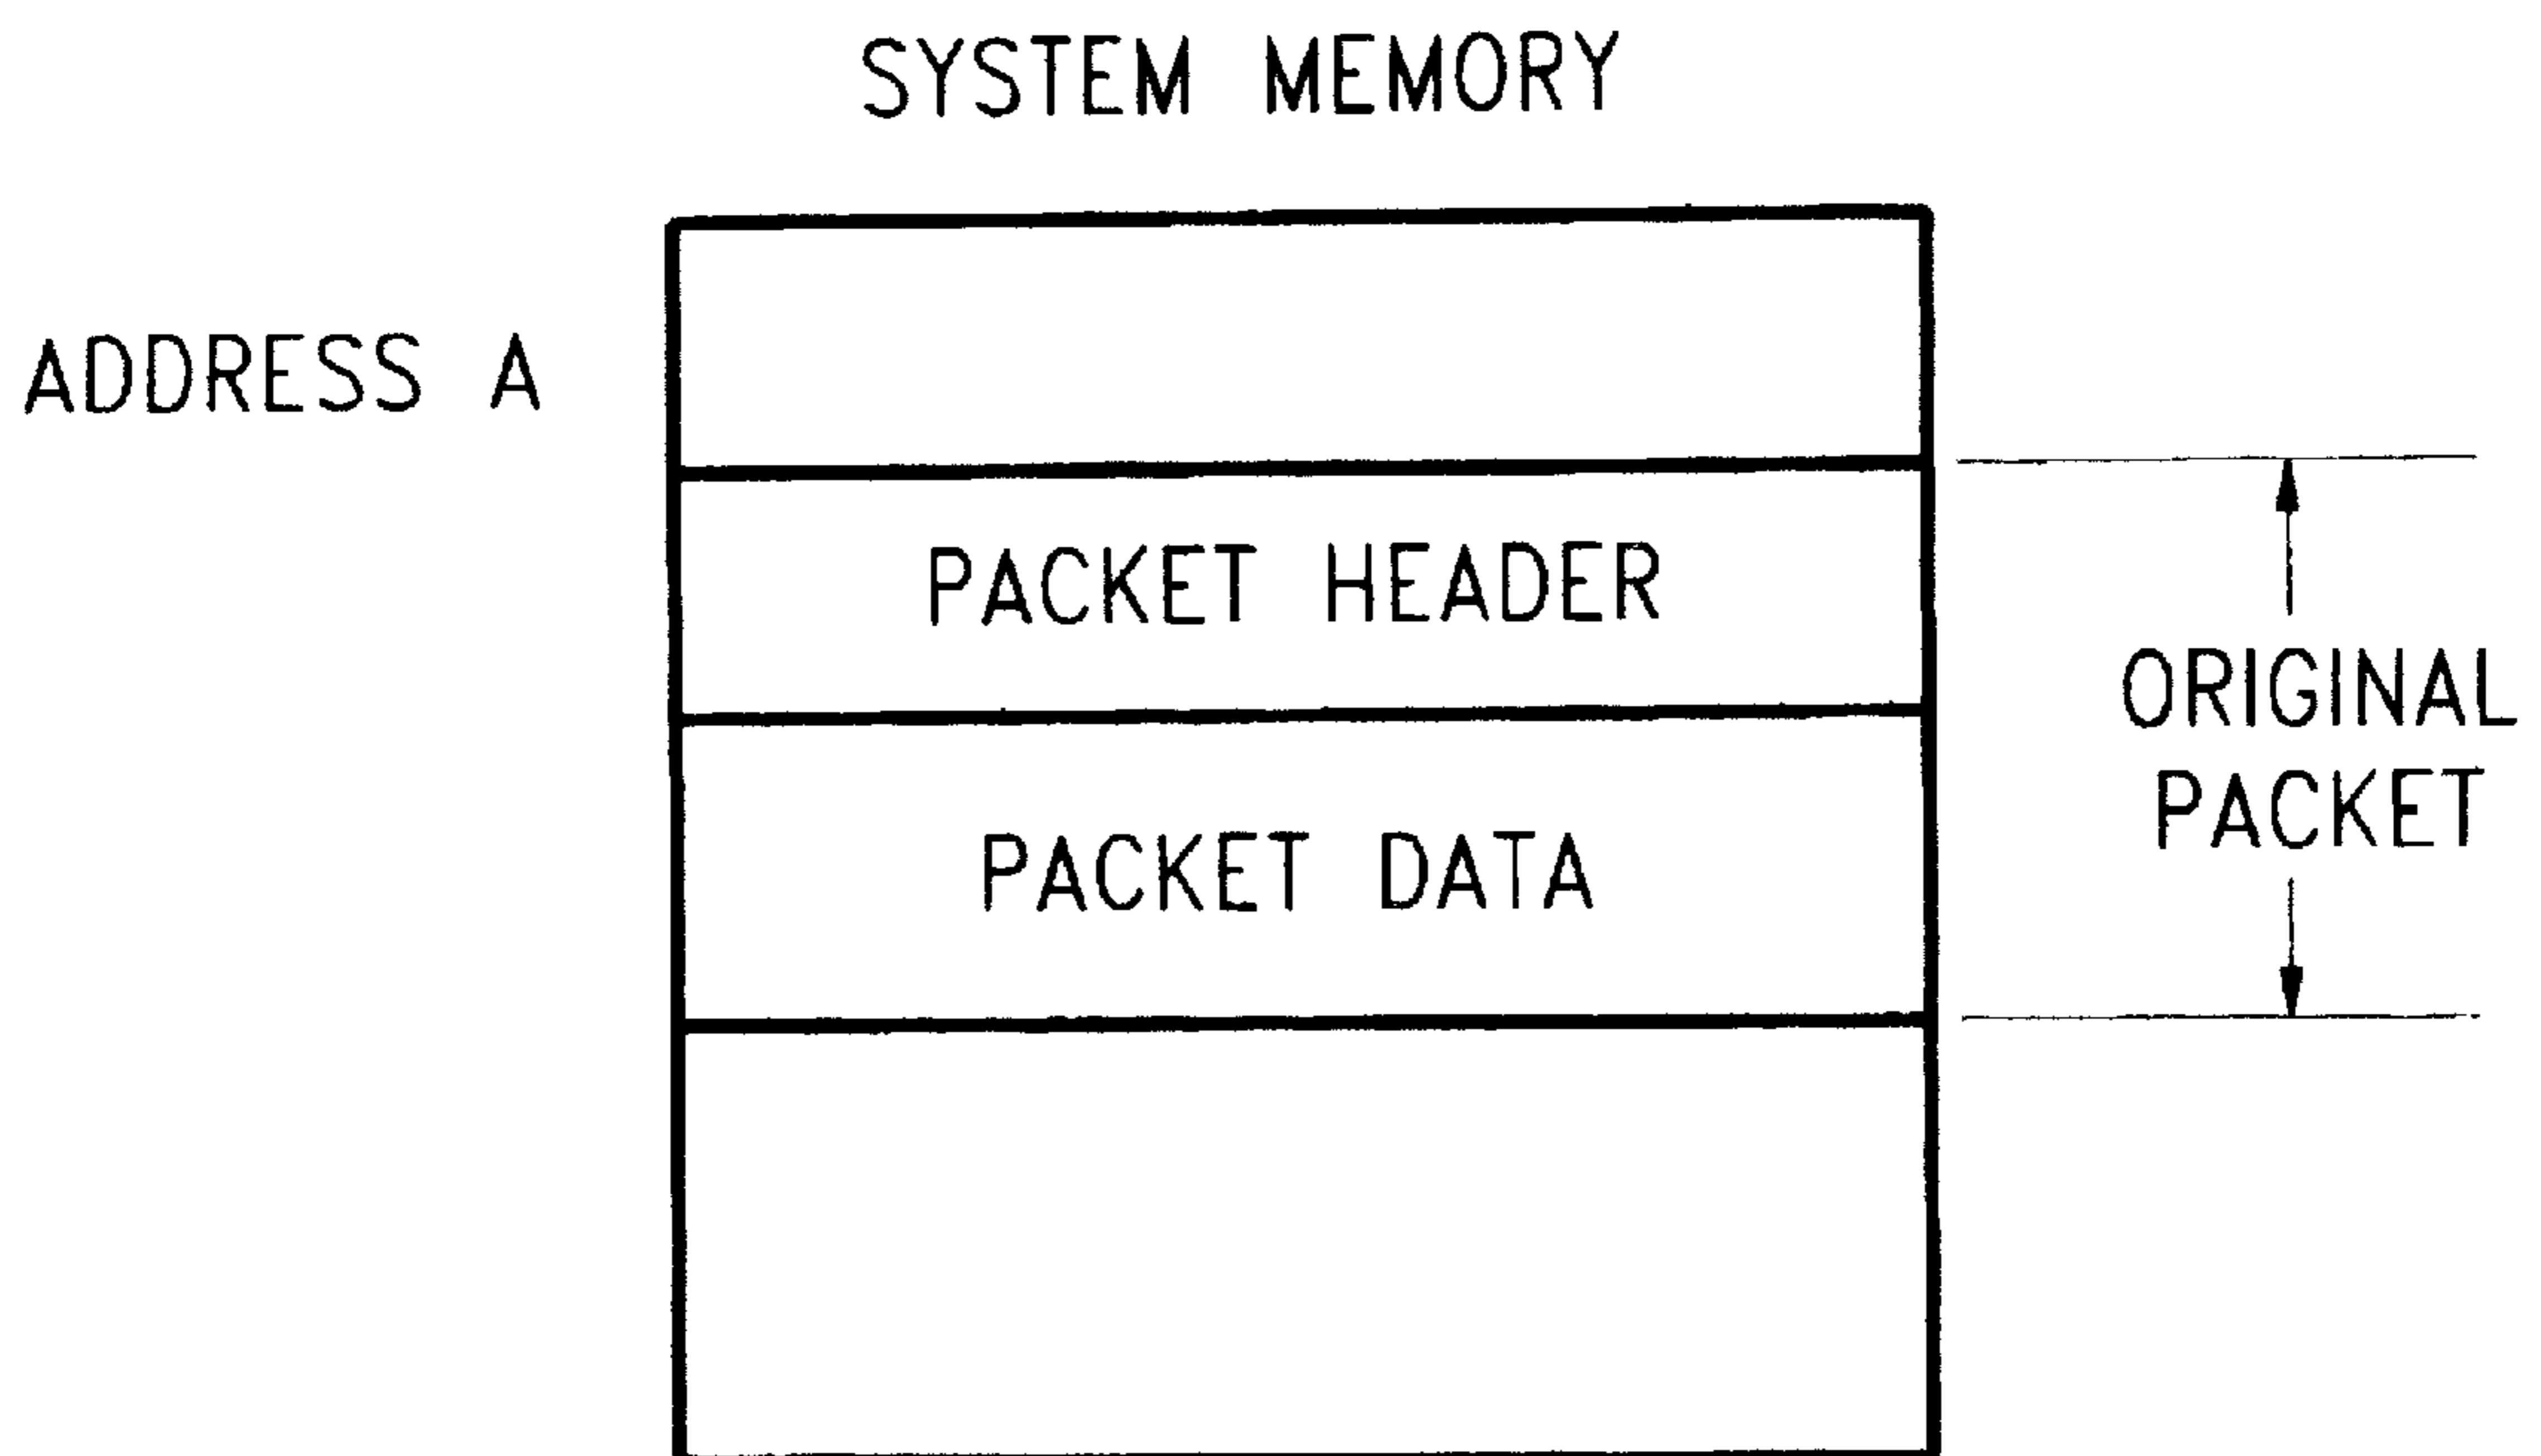 SYSTEM MEMORY
ADDRESS A
PACKET HEADER
ORIGINAL
PACKET
PACKET DATA